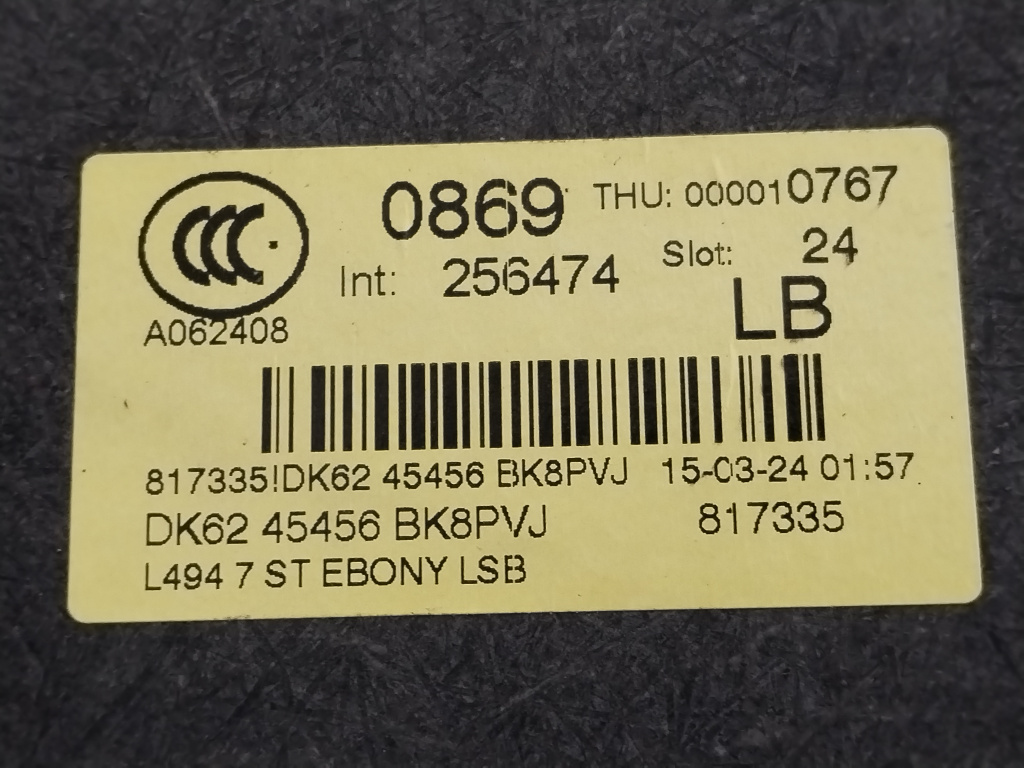 0869 THU: 000010767
Int: 256474 Slot: 24
LB
A062408
817335!DK62 45456 BK8PVJ 15-03-24 01:57
DK62 45456 BK8PVJ 817335
L494 7 ST EBONY LSB